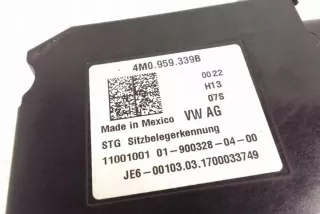 4M0.959.339B
0022
H13
07S
Made in Mexico VW AG
STG Sitzbelegerkennung
11001001 01-900328-04-00
JE6-00103.03.1700033749